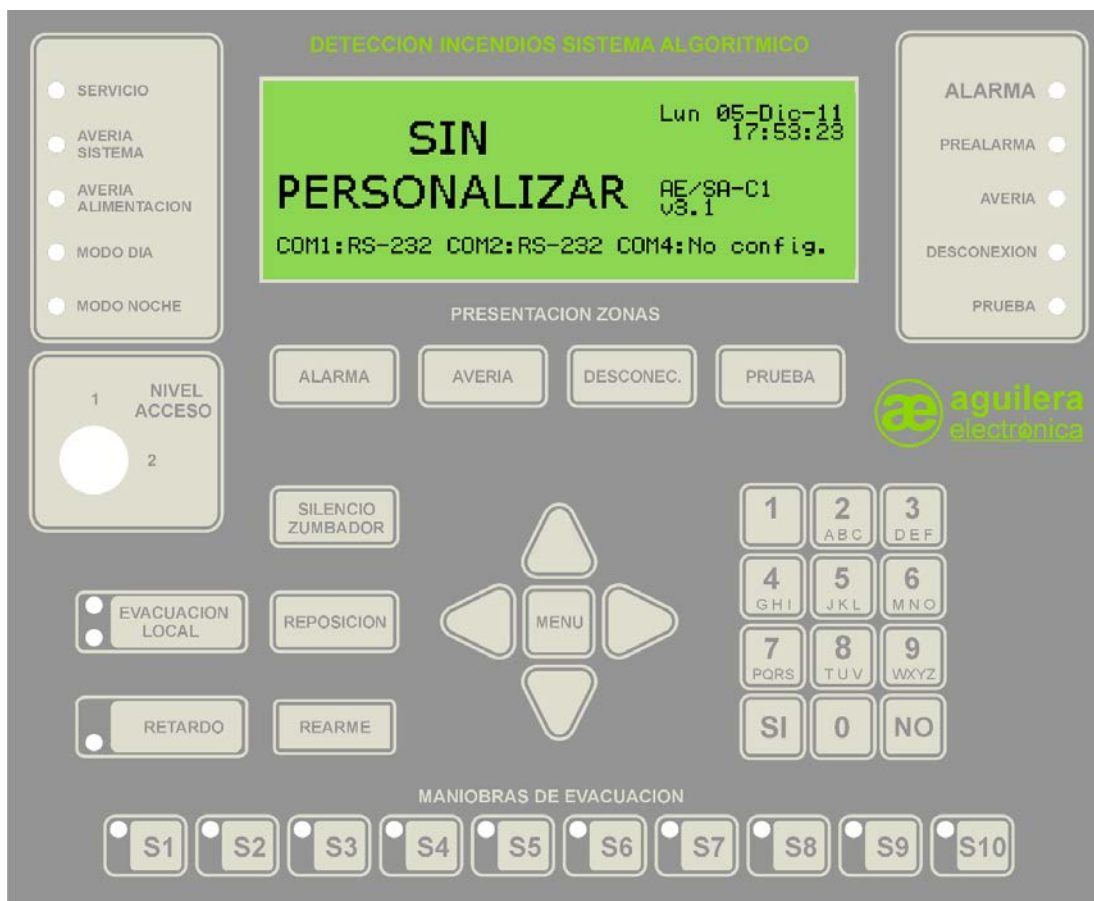 DETECCION INCENDIOS SISTEMA ALGORITMICO
SERVICIO
AVERIA
SISTEMA
AVERIA
ALIMENTACION
MODO DIA
MODO NOCHE
SIN
PERSONALIZAR
Lun 05-Dic-11
17:53:23
AE/SA-C1
v3.1
COM1:RS-232 COM2:RS-232 COM4:No config.
ALARMA
PREALARMA
AVERIA
DESCONEXION
PRUEBA
PRESENTACION ZONAS
ALARMA
AVERIA
DESCONEC.
PRUEBA
1
NIVEL
ACCESO
2
æ
aguilera
electrónica
SILENCIO
ZUMBADOR
EVACUACION
LOCAL
REPOSICION
MENU
RETARDO
REARME
1
2
ABC
3
DEF
4
GHI
5
JKL
6
MNO
7
PQRS
8
TUV
9
WXYZ
SI
0
NO
MANIOBRAS DE EVACUACION
S1
S2
S3
S4
S5
S6
S7
S8
S9
S10